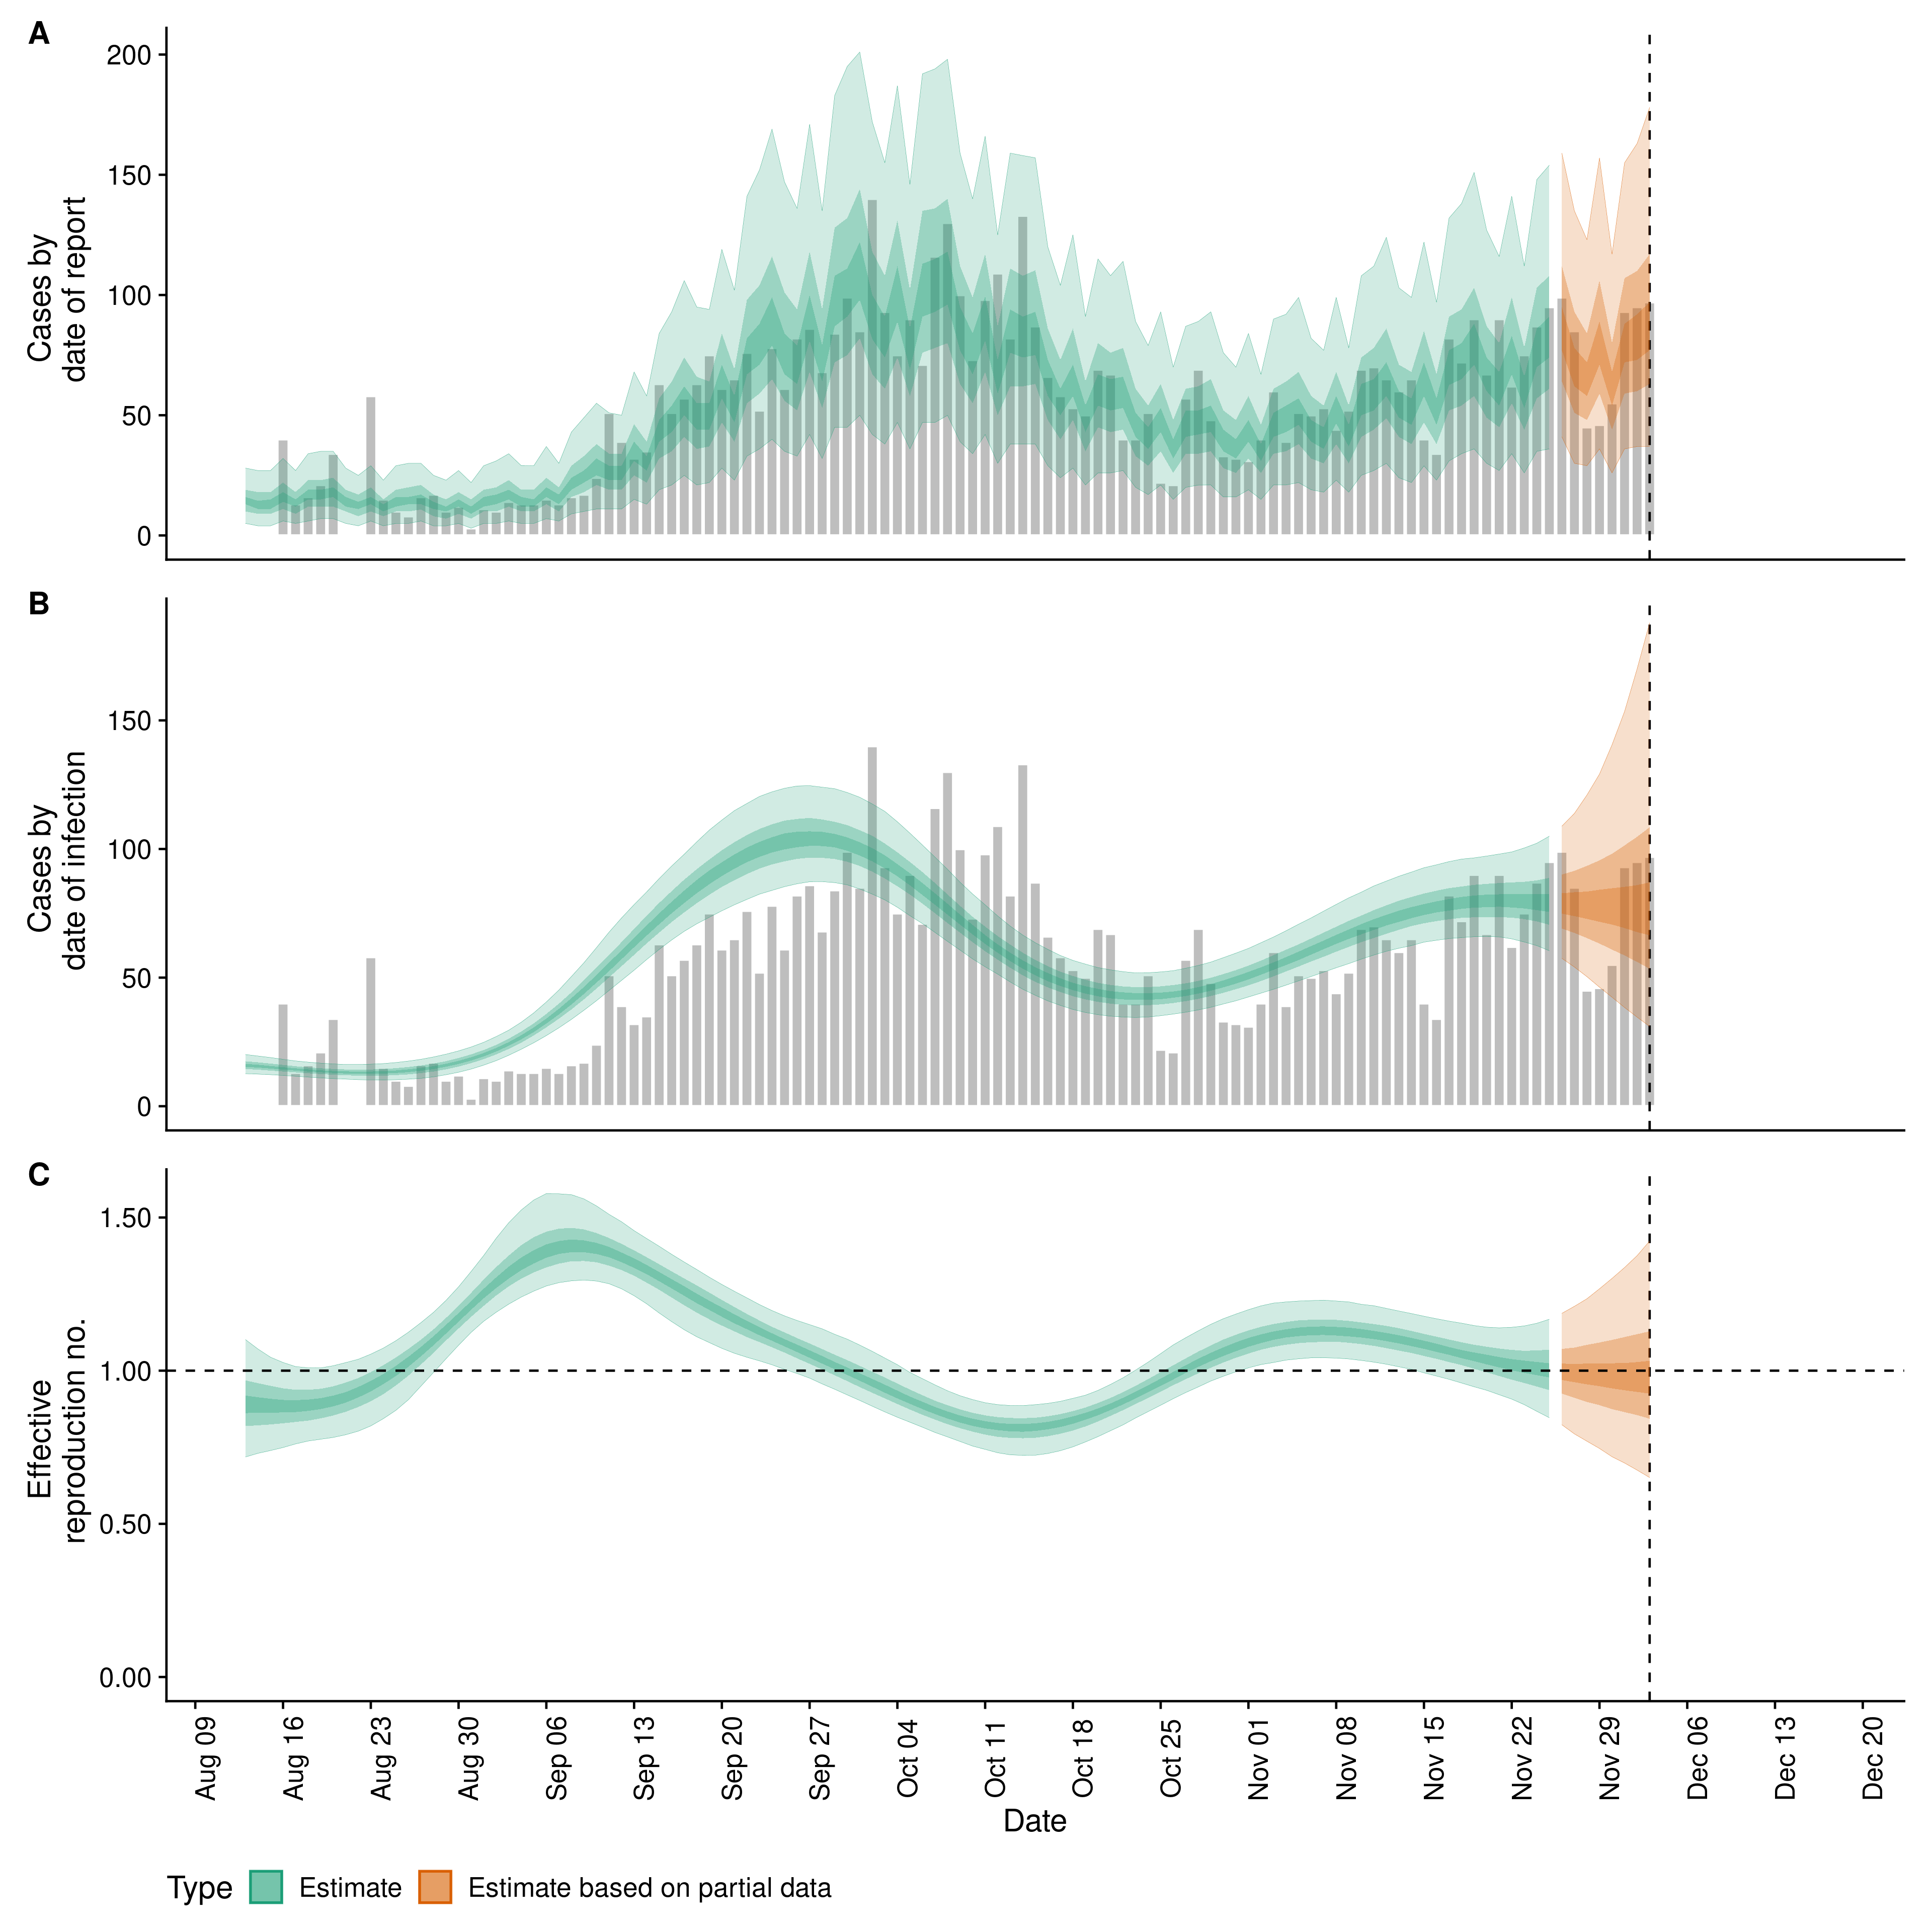 A
200
150
100
50
0
Cases by
date of report
B
150
100
50
0
Cases by
date of infection
C
1.50
1.00
0.50
0.00
Effective
reproduction no.
Aug 09
Aug 16
Aug 23
Aug 30
Sep 06
Sep 13
Sep 20
Sep 27
Oct 04
Oct 11
Oct 18
Oct 25
Nov 01
Nov 08
Nov 15
Nov 22
Nov 29
Dec 06
Dec 13
Dec 20
Date
Type Estimate Estimate based on partial data